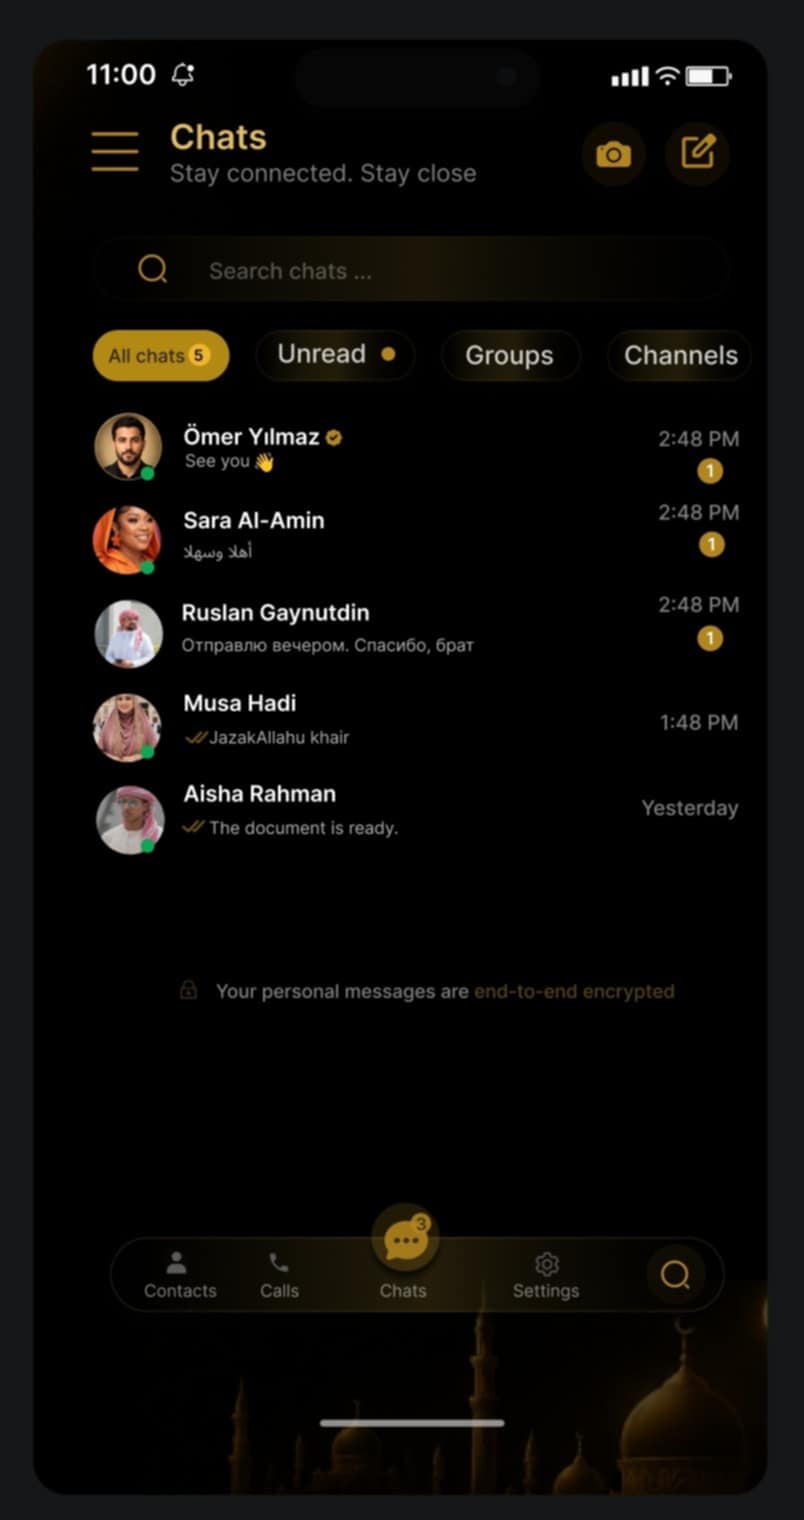 11:00
Chats
Stay connected. Stay close
Search chats ...
All chats 5
Unread
Groups
Channels
Ömer Yılmaz
2:48 PM
See you 👋
1
Sara Al-Amin
2:48 PM
أهلا وسهلا
1
Ruslan Gaynutdin
2:48 PM
Отправлю вечером. Спасибо, брат
1
Musa Hadi
1:48 PM
JazakAllahu khair
Aisha Rahman
Yesterday
The document is ready.
Your personal messages are end-to-end encrypted
3
Contacts
Calls
Chats
Settings